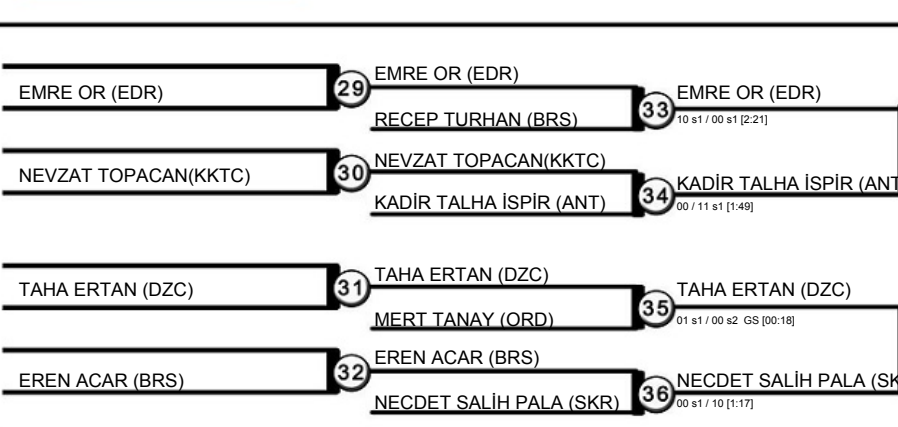 EMRE OR (EDR)
29
EMRE OR (EDR)
RECEP TURHAN (BRS)
33
EMRE OR (EDR)
10 s1 / 00 s1 [2:21]
NEVZAT TOPACAN(KKTC)
30
NEVZAT TOPACAN(KKTC)
KADİR TALHA İSPİR (ANT)
34
KADİR TALHA İSPİR (ANT
00 / 11 s1 [1:49]
TAHA ERTAN (DZC)
31
TAHA ERTAN (DZC)
MERT TANAY (ORD)
35
TAHA ERTAN (DZC)
01 s1 / 00 s2 GS [00:18]
EREN ACAR (BRS)
32
EREN ACAR (BRS)
NECDET SALİH PALA (SKR)
36
NECDET SALİH PALA (SK
00 s1 / 10 [1:17]